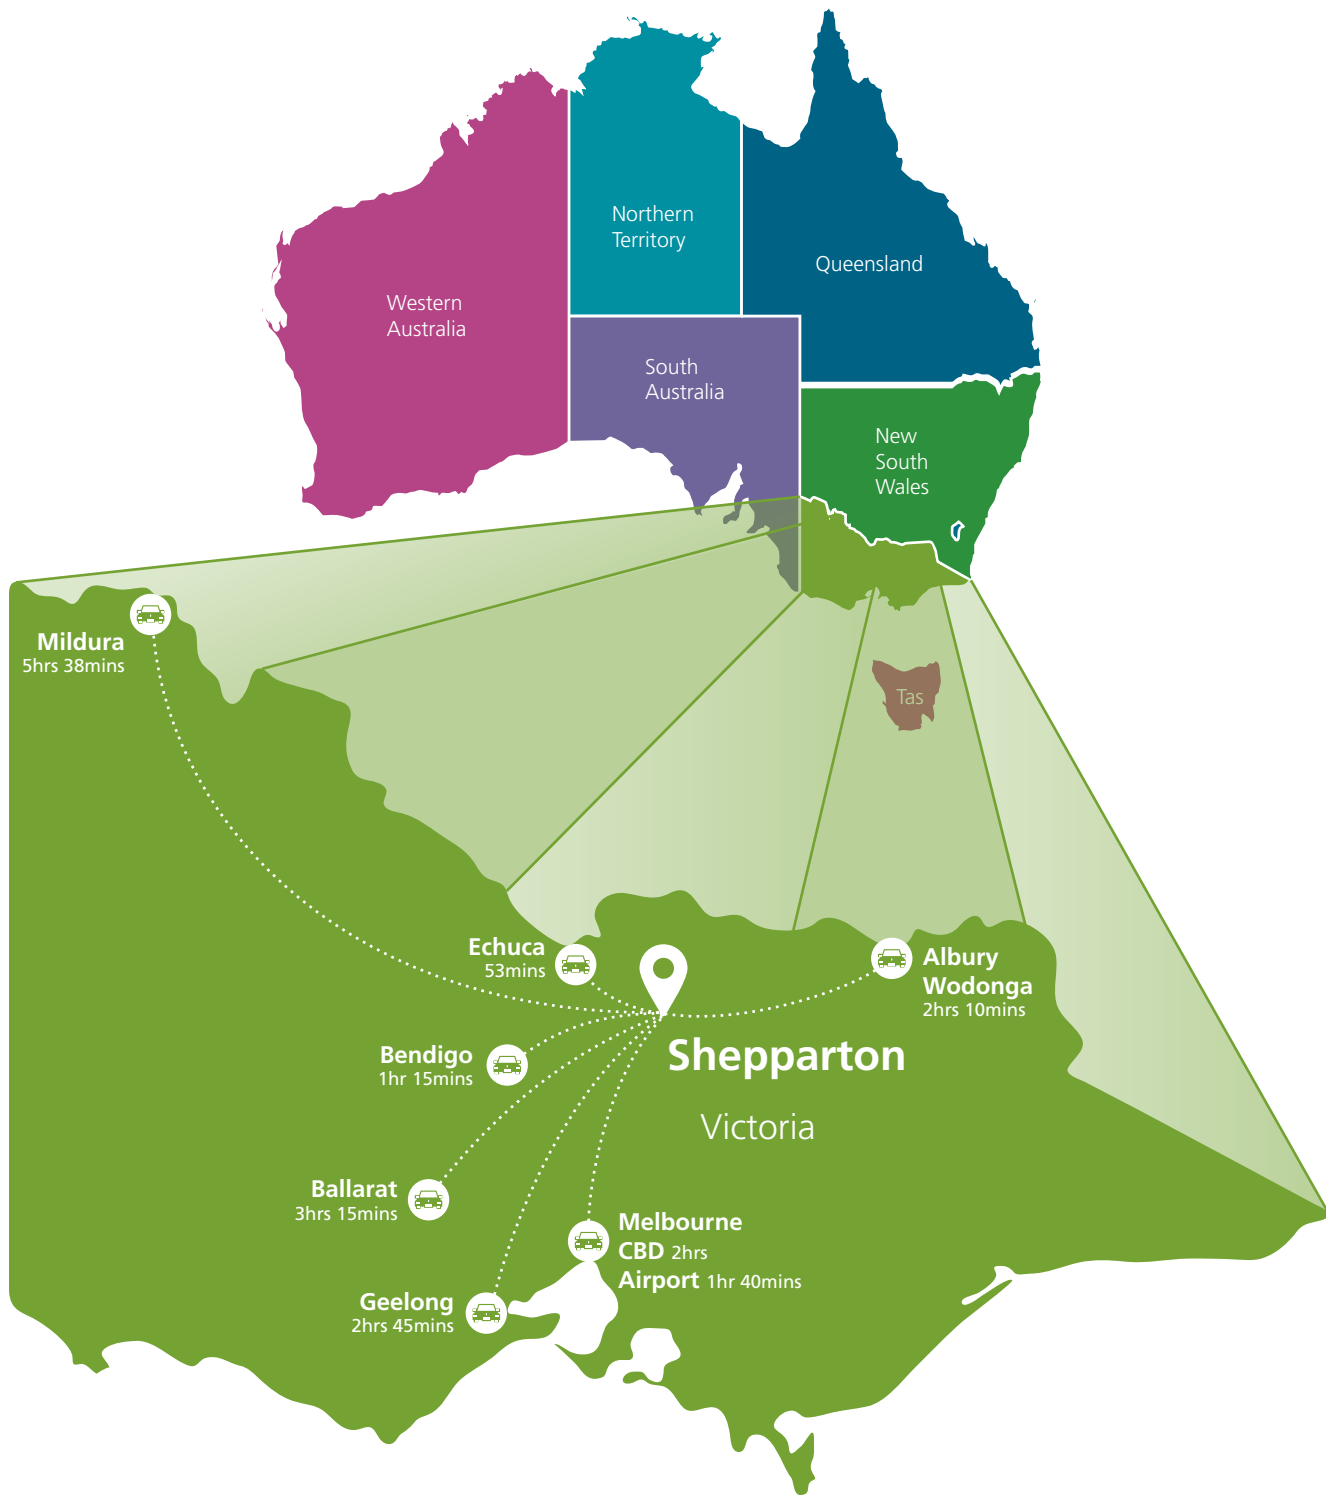 Northern
Territory
Queensland
Western
Australia
South
Australia
New
South
Wales
Tas
Mildura
5hrs 38mins
Echuca
53mins
Albury
Wodonga
2hrs 10mins
Bendigo
1hr 15mins
Shepparton
Victoria
Ballarat
3hrs 15mins
Melbourne
CBD 2hrs
Airport 1hr 40mins
Geelong
2hrs 45mins